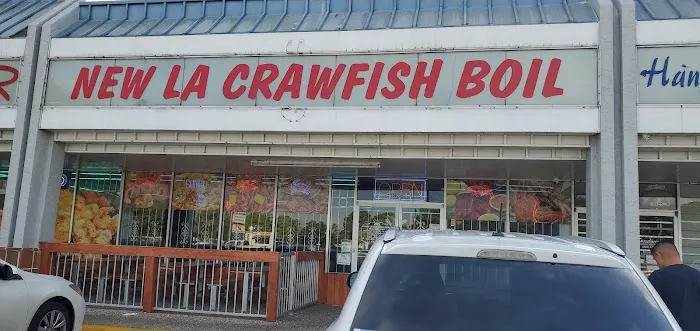 NEW LA CRAWFISH BOIL
Hàn
R
OPEN